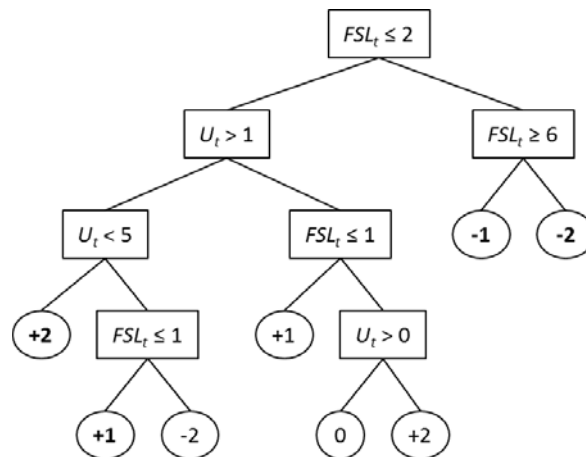 FSLt ≤ 2
Ut > 1
FSLt ≥ 6
Ut < 5
FSLt ≤ 1
-1
-2
+2
FSLt ≤ 1
+1
Ut > 0
+1
-2
0
+2